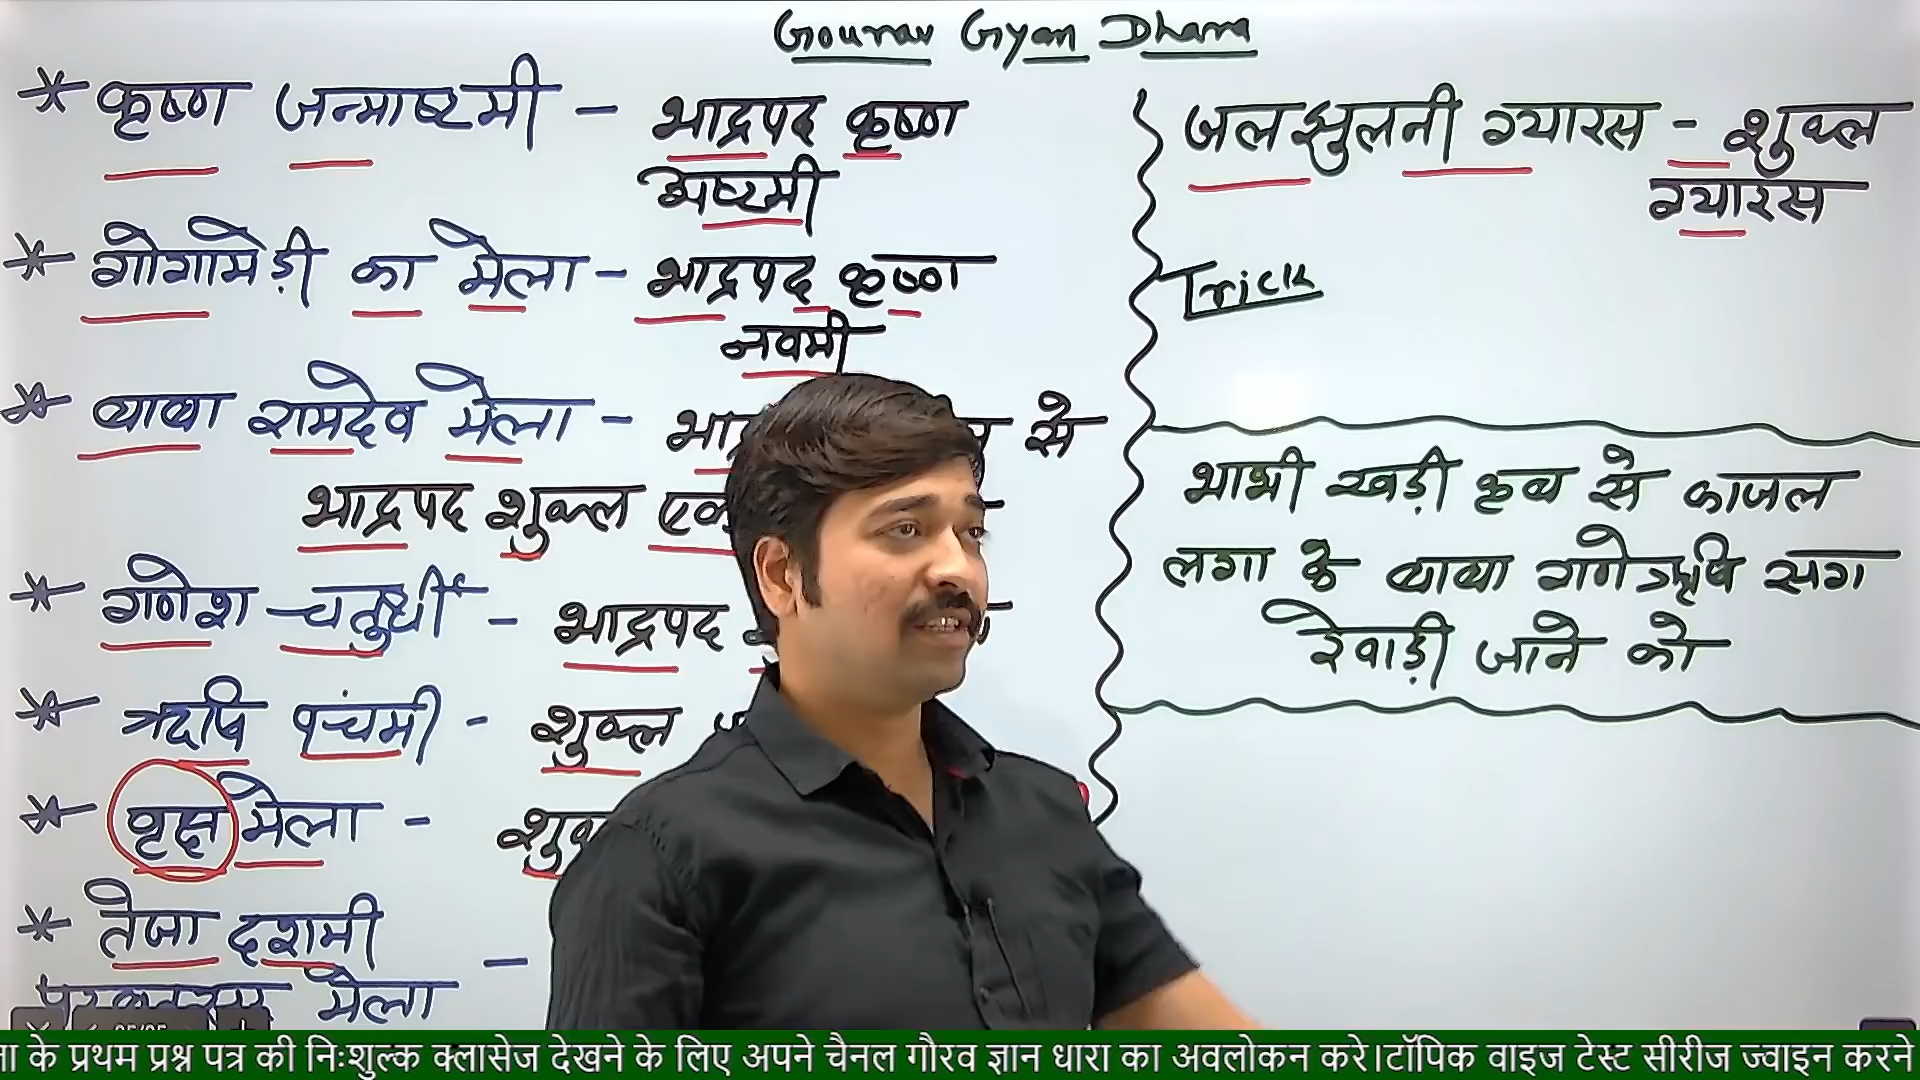 Gourav Gyan Dhara
* कृष्ण जन्माष्टमी - भाद्रपद कृष्ण
अष्टमी
* गोगामेड़ी का मेला - भाद्रपद कृष्ण
नवमी
* बाबा रामदेव मेला - से
भाद्रपद शुक्ल
* गणेश चतुर्थी - भाद्रपद
* ऋषि पंचमी - शुक्ल
* वृक्ष मेला -
* तेजा दशमी -
मेला
जलझुलनी ग्यारस - शुक्ल
ग्यारस
Trick
भाभी खड़ी कब से काजल
लगा के बाबा गणेऋषि संग
रेवाड़ी जाने को
के प्रथम प्रश्न पत्र की निःशुल्क क्लासेज देखने के लिए अपने चैनल गौरव ज्ञान धारा का अवलोकन करे।टॉपिक वाइज टेस्ट सीरीज ज्वाइन करने